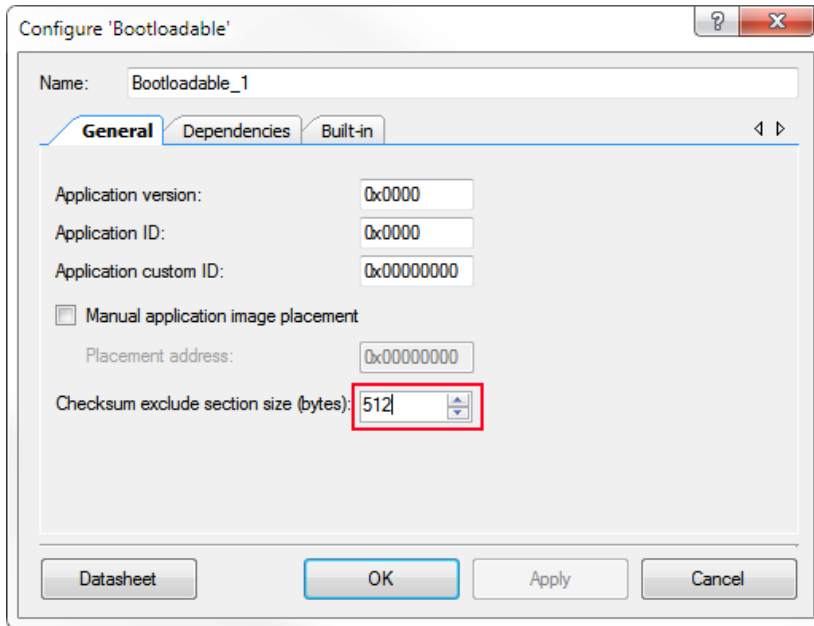 Configure 'Bootloadable'
Name: Bootloadable_1
General Dependencies Built-in
Application version: 0x0000
Application ID: 0x0000
Application custom ID: 0x00000000
Manual application image placement
Placement address: 0x00000000
Checksum exclude section size (bytes): 512
Datasheet OK Apply Cancel